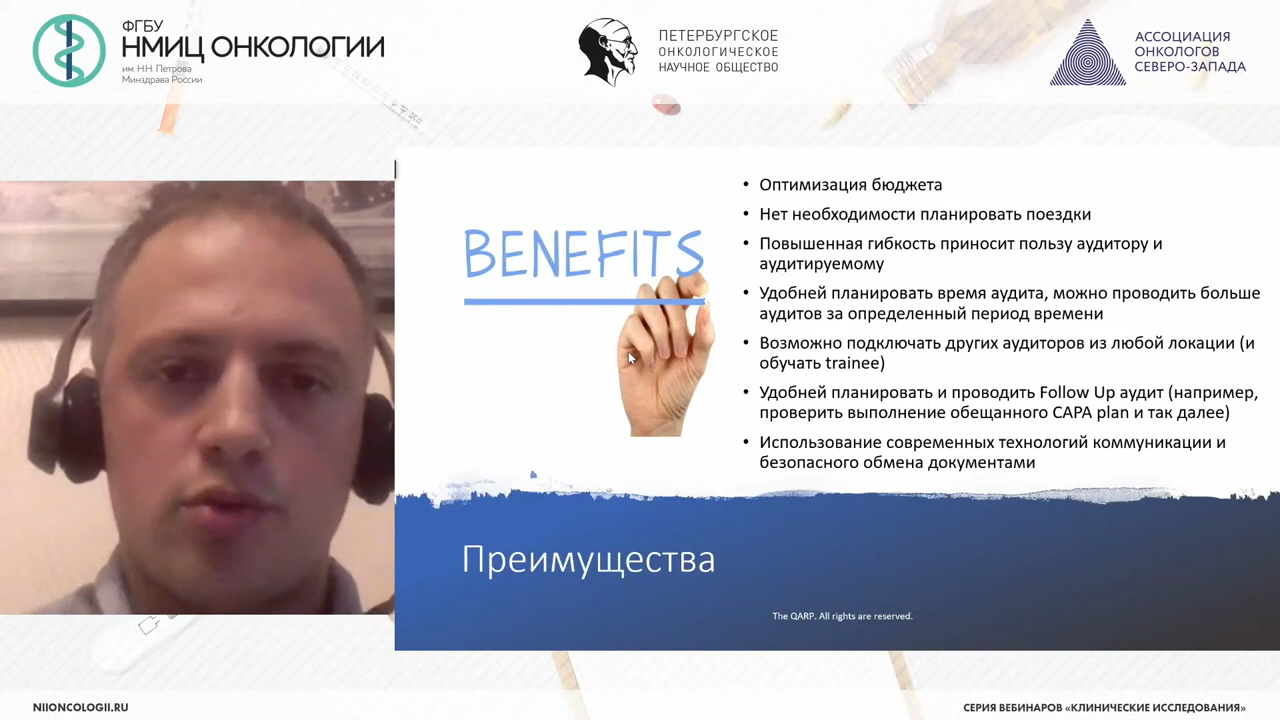 ФГБУ
НМИЦ ОНКОЛОГИИ
им. Н.Н. Петрова
Минздрава России
ПЕТЕРБУРГСКОЕ
ОНКОЛОГИЧЕСКОЕ
НАУЧНОЕ ОБЩЕСТВО
АССОЦИАЦИЯ
ОНКОЛОГОВ
СЕВЕРО-ЗАПАДА
BENEFITS
• Оптимизация бюджета
• Нет необходимости планировать поездки
• Повышенная гибкость приносит пользу аудитору и
аудитируемому
• Удобней планировать время аудита, можно проводить больше
аудитов за определенный период времени
• Возможно подключать других аудиторов из любой локации (и
обучать trainee)
• Удобней планировать и проводить Follow Up аудит (например,
проверить выполнение обещанного CAPA plan и так далее)
• Использование современных технологий коммуникации и
безопасного обмена документами
Преимущества
The QARP. All rights are reserved.
NIIONCOLOGII.RU
СЕРИЯ ВЕБИНАРОВ «КЛИНИЧЕСКИЕ ИССЛЕДОВАНИЯ»